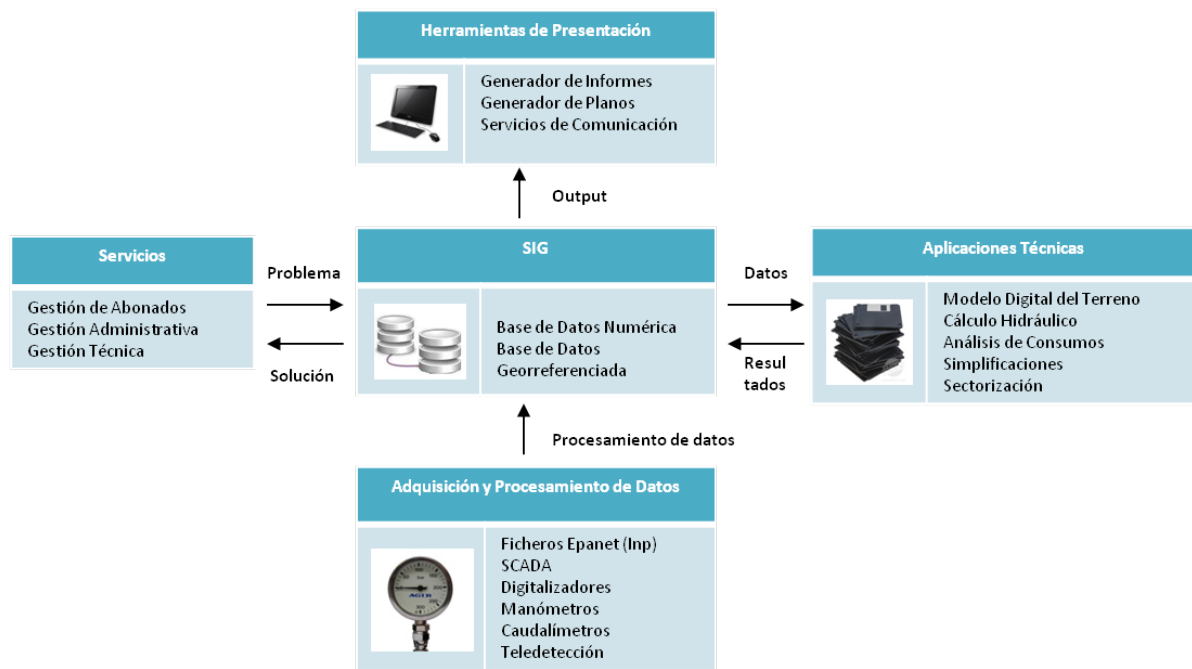 Herramientas de Presentación
Generador de Informes
Generador de Planos
Servicios de Comunicación
Output
Servicios
Gestión de Abonados
Gestión Administrativa
Gestión Técnica
Problema
Solución
SIG
Base de Datos Numérica
Base de Datos
Georreferenciada
Datos
Resul
tados
Aplicaciones Técnicas
Modelo Digital del Terreno
Cálculo Hidráulico
Análisis de Consumos
Simplificaciones
Sectorización
Procesamiento de datos
Adquisición y Procesamiento de Datos
Ficheros Epanet (Inp)
SCADA
Digitalizadores
Manómetros
Caudalímetros
Teledetección